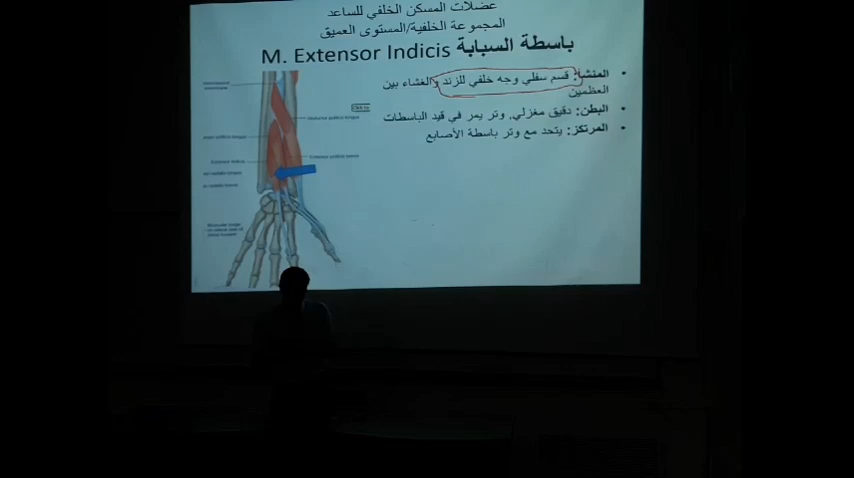 عضلات المسكن الخلفي للساعد
المجموعة الخلفية/المستوى العميق
باسطة السبابة M. Extensor Indicis
• المنشأ: قسم سفلي وجه خلفي للزند والغشاء بين
العظمين
• البطن: دقيق مغزلي, وتر يمر في قيد الباسطات
• المرتكز: يتحد مع وتر باسطة الأصابع